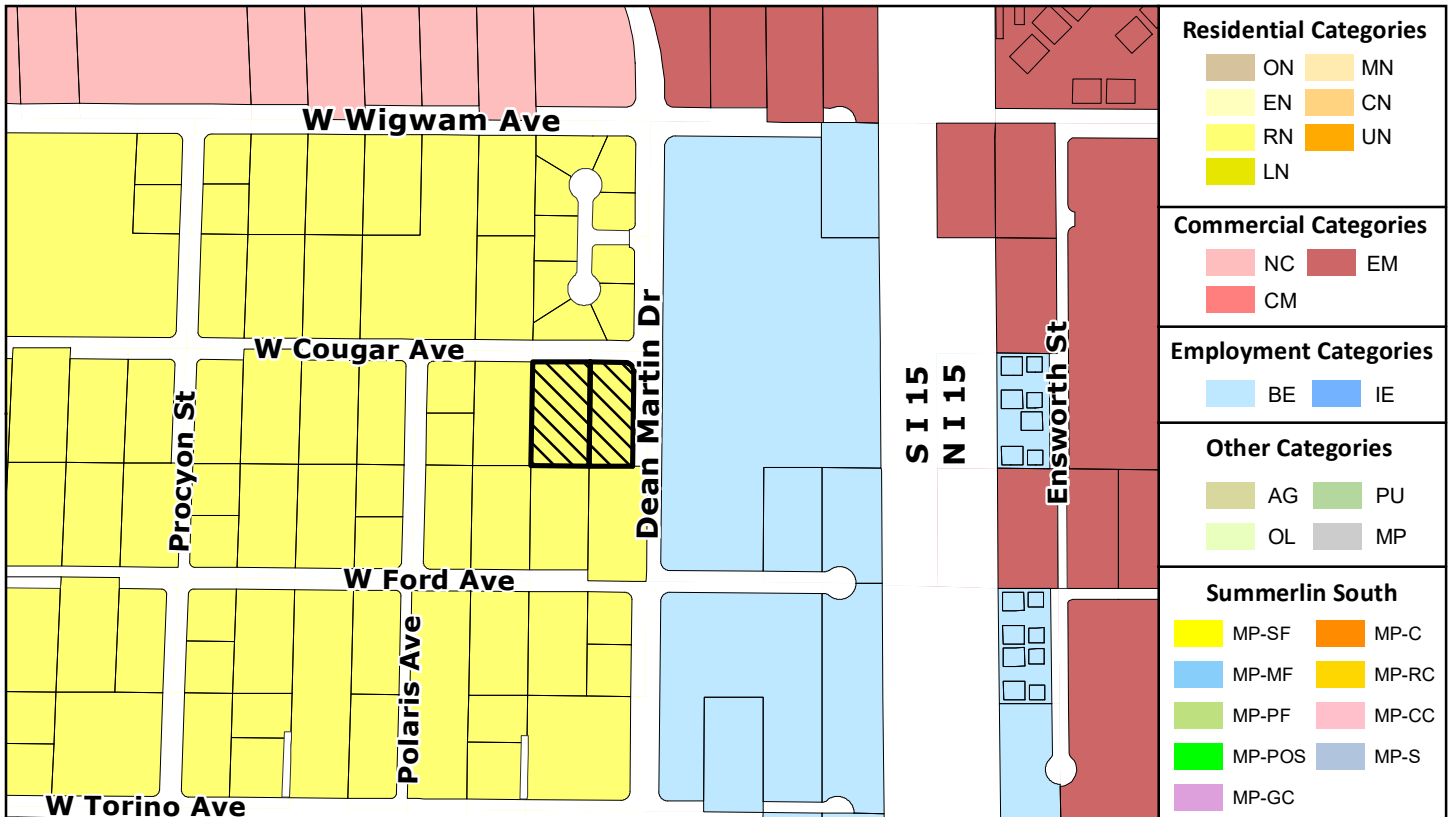 W Wigwam Ave
W Cougar Ave
Procyon St
Dean Martin Dr
S I 15
N I 15
Ensworth St
W Ford Ave
Polaris Ave
W Torino Ave
Residential Categories
ON MN
EN CN
RN UN
LN
Commercial Categories
NC EM
CM
Employment Categories
BE IE
Other Categories
AG PU
OL MP
Summerlin South
MP-SF MP-C
MP-MF MP-RC
MP-PF MP-CC
MP-POS MP-S
MP-GC